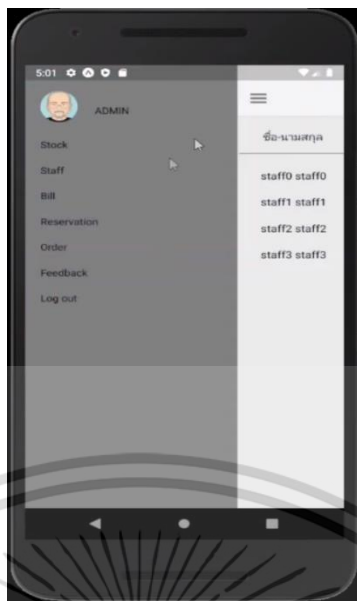 5:01
ADMIN
Stock
Staff
Bill
Reservation
Order
Feedback
Log out
ชื่อ-นามสกุล
staff0 staff0
staff1 staff1
staff2 staff2
staff3 staff3